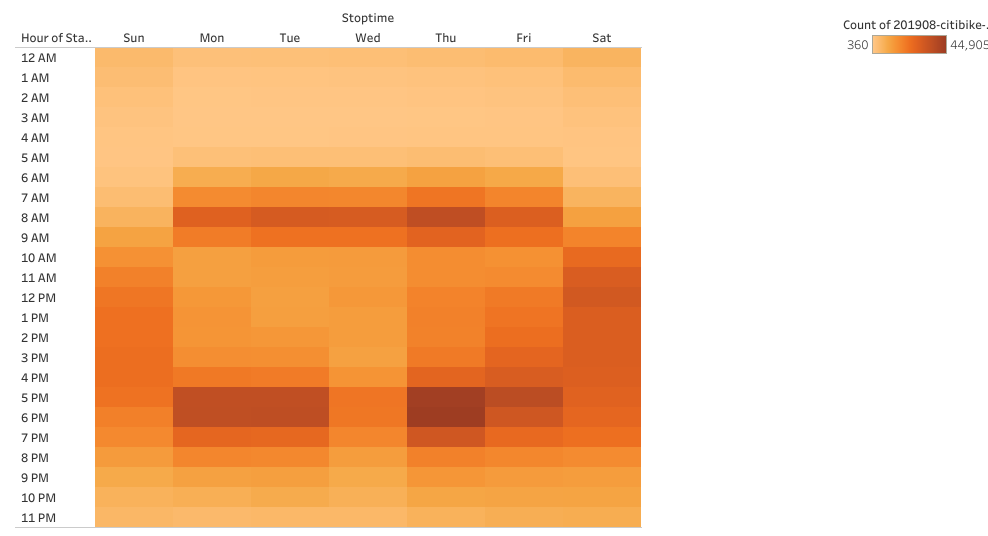 Stoptime
Hour of Sta.. Sun Mon Tue Wed Thu Fri Sat
12 AM
1 AM
2 AM
3 AM
4 AM
5 AM
6 AM
7 AM
8 AM
9 AM
10 AM
11 AM
12 PM
1 PM
2 PM
3 PM
4 PM
5 PM
6 PM
7 PM
8 PM
9 PM
10 PM
11 PM
Count of 201908-citibike-.
360 44,905